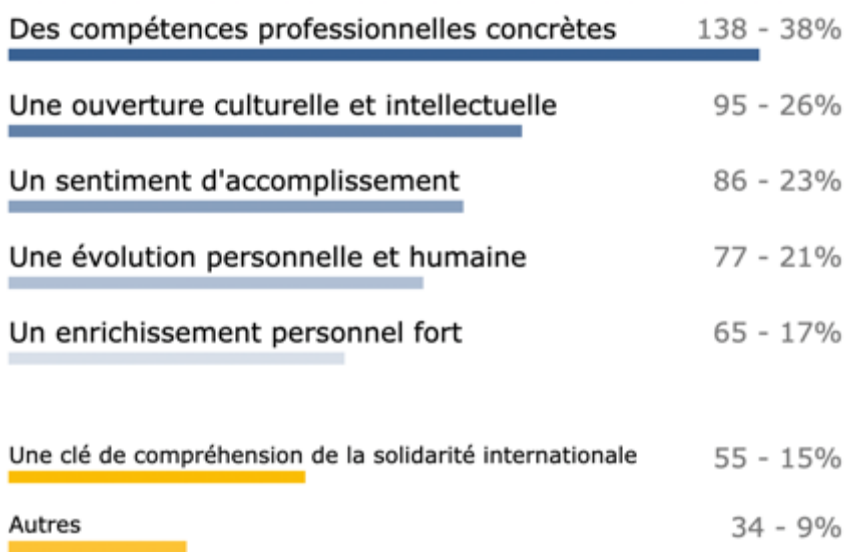 Des compétences professionnelles concrètes 138 - 38%
Une ouverture culturelle et intellectuelle 95 - 26%
Un sentiment d'accomplissement 86 - 23%
Une évolution personnelle et humaine 77 - 21%
Un enrichissement personnel fort 65 - 17%
Une clé de compréhension de la solidarité internationale 55 - 15%
Autres 34 - 9%